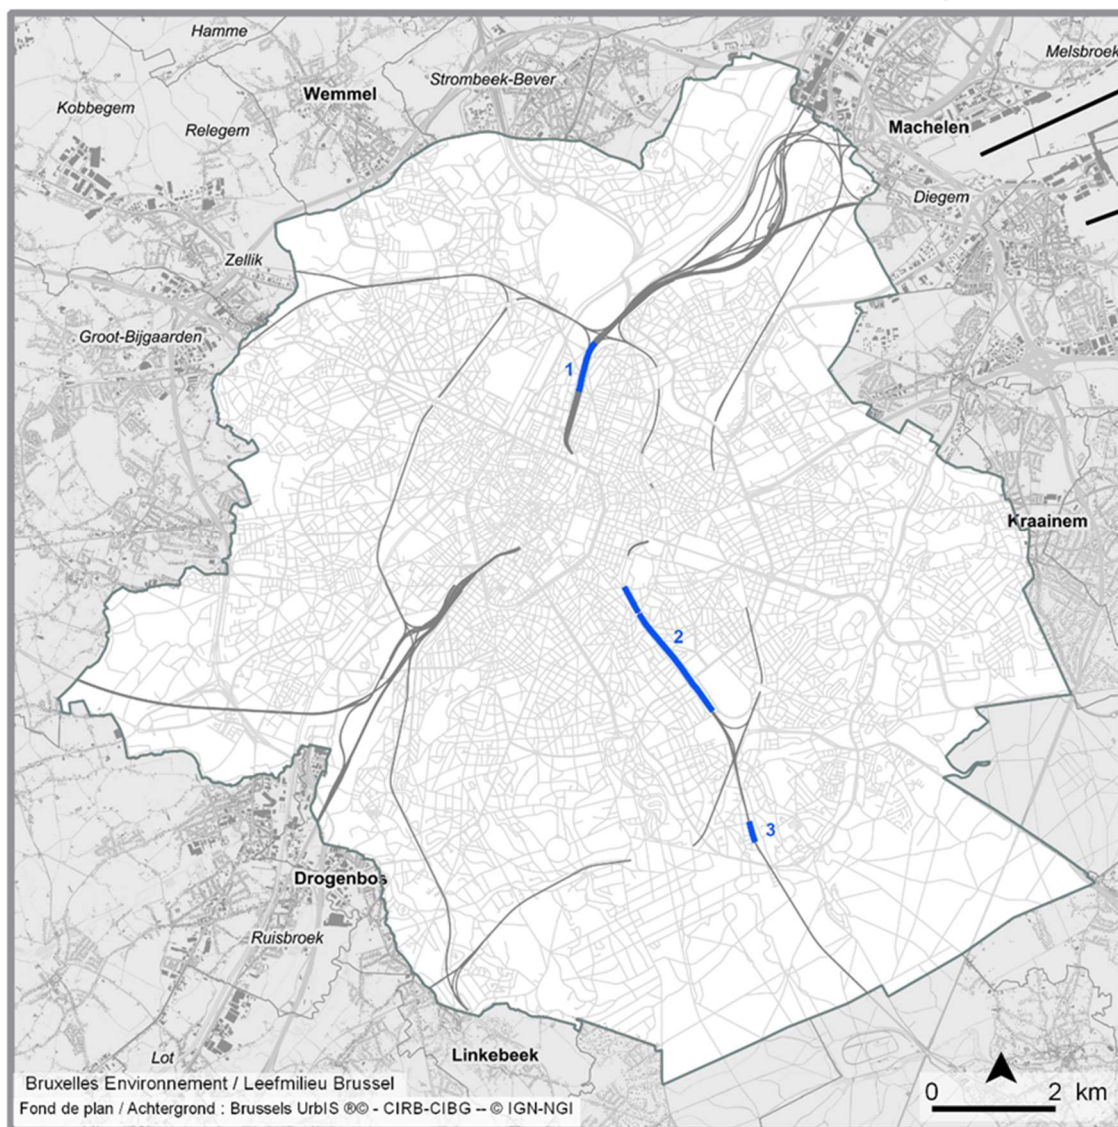 Hamme
Melsbroek
Strombeek-Bever
Wemmel
Kobbegem
Relegem
Machelen
Diegem
Zellik
Groot-Bijgaarden
1
Kraainem
2
3
Drogenbos
Ruisbroek
Linkebeek
Lot
Bruxelles Environnement / Leefmilieu Brussel
0 2 km
Fond de plan / Achtergrond : Brussels UrbIS ®© - CIRB-CIBG -- © IGN-NGI